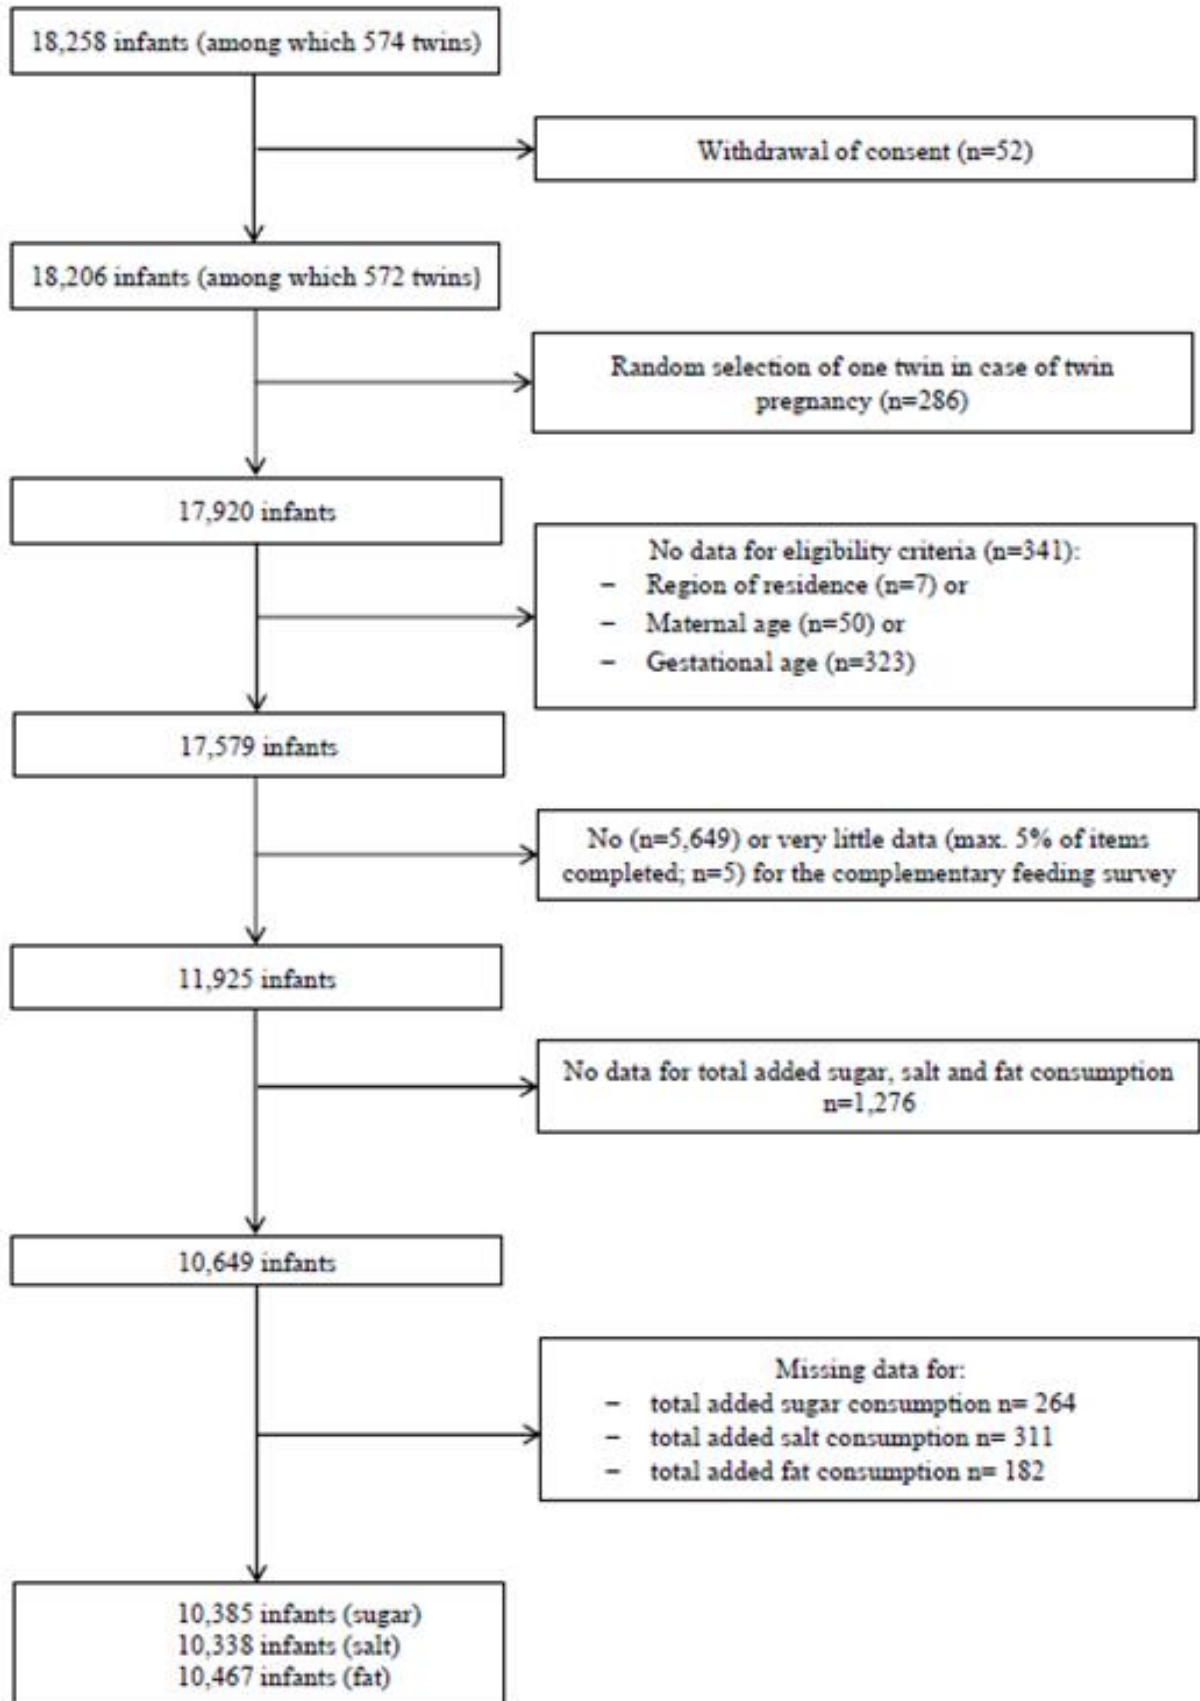 18,258 infants (among which 574 twins)
Withdrawal of consent (n=52)
18,206 infants (among which 572 twins)
Random selection of one twin in case of twin
pregnancy (n=286)
17,920 infants
No data for eligibility criteria (n=341):
– Region of residence (n=7) or
– Maternal age (n=50) or
– Gestational age (n=323)
17,579 infants
No (n=5,649) or very little data (max. 5% of items
completed; n=5) for the complementary feeding survey
11,925 infants
No data for total added sugar, salt and fat consumption
n=1,276
10,649 infants
Missing data for:
– total added sugar consumption n= 264
– total added salt consumption n= 311
– total added fat consumption n= 182
10,385 infants (sugar)
10,338 infants (salt)
10,467 infants (fat)